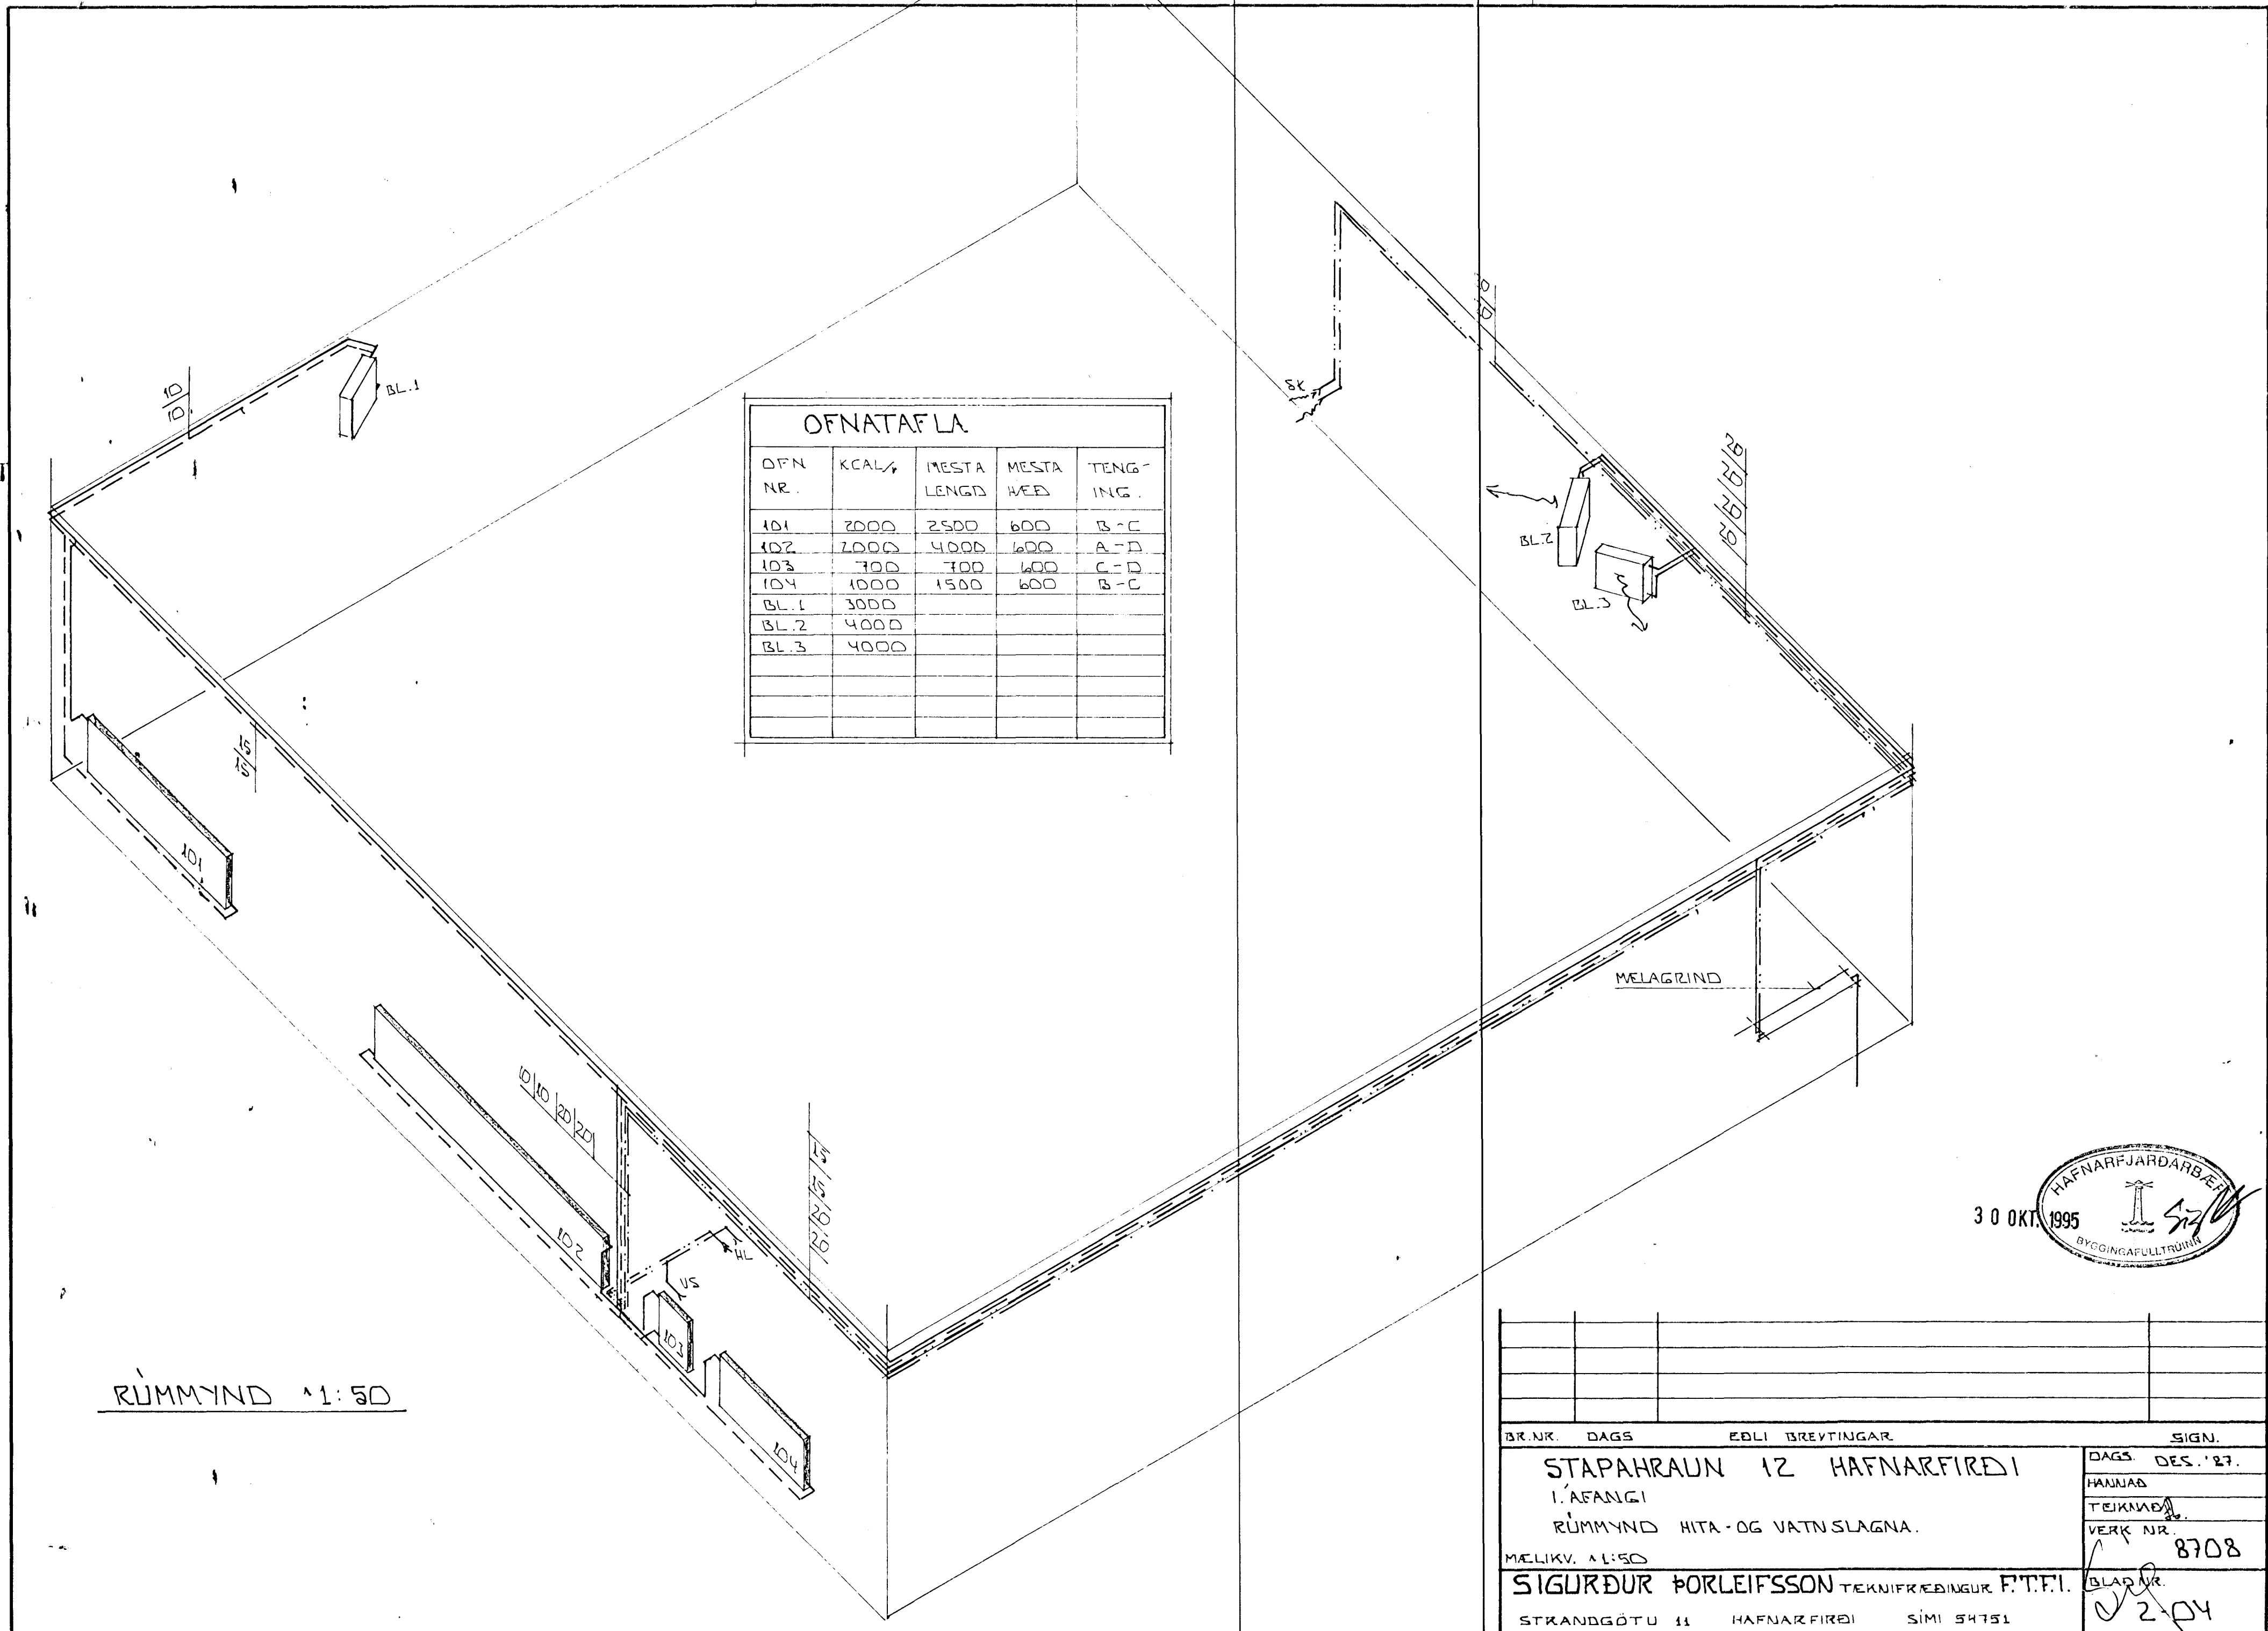 10
10
BL.1
OFNATAFLA
OFN NR. KCAL/h MESTA LENGD MESTA HÆÐ TENG-ING.
101 2000 2500 600 B-C
102 2000 4000 600 A-D
103 700 700 600 C-D
104 1000 1500 600 B-C
BL.1 3000
BL.2 4000
BL.3 4000
SK
BL.2
BL.3
20
20
20
20
15
15
101
MÆLAGRIND
10 10 20 20
102
15
15
20
20
HL
VS
103
104
RÚMMYND 1:50
30 OKT. 1995
HAFNARFJARÐARBÆR
BYGGINGAFULLTRÚINN
BR.NR. DAGS EÐLI BREYTINGAR SIGN.
STAPAHRAUN 12 HAFNARFIRÐI
1. ÁFANGI
RÚMMYND HITA-OG VATNSLAGNA.
MÆLIKV. 1:50
DAGS. DES. '87.
HANNAÐ
TEIKNAÐ
VERK NR.
8708
SIGURÐUR ÞORLEIFSSON TÆKNIFRÆÐINGUR F.T.F.Í.
STRANDGÖTU 11 HAFNARFIRÐI SÍMI 54751
BLAÐ NR.
2-04